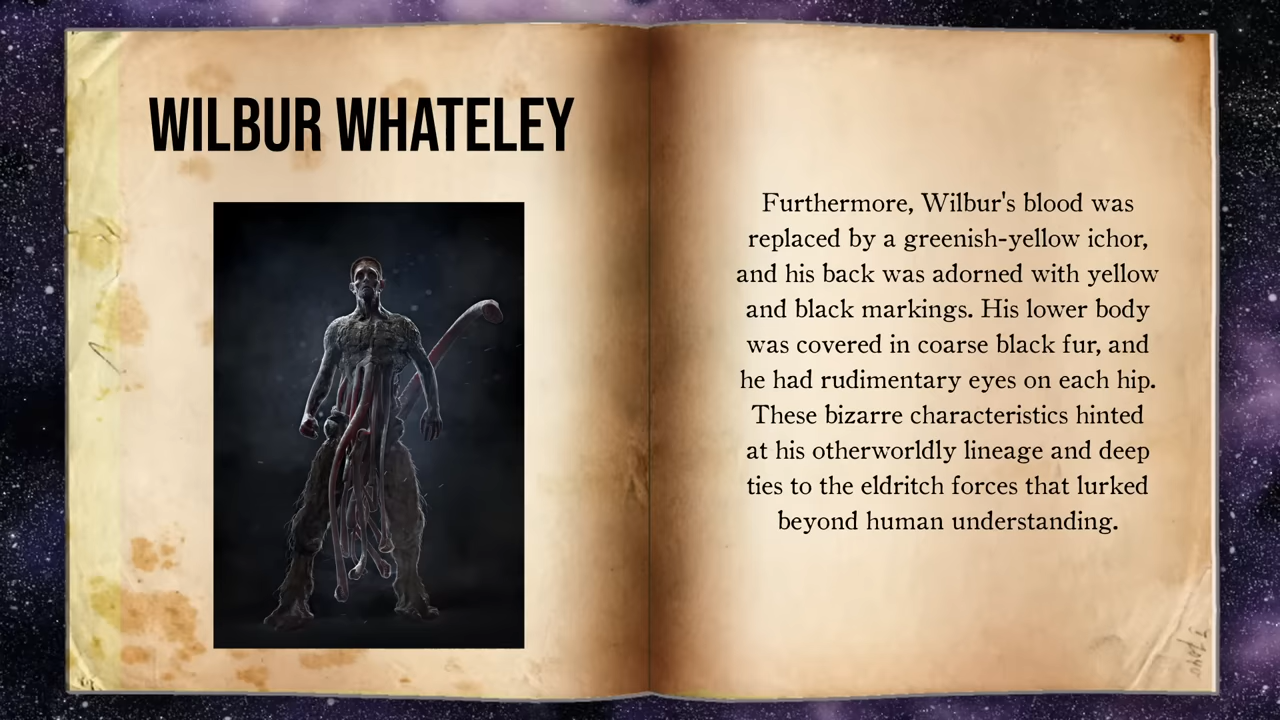 WILBUR WHATELEY
Furthermore, Wilbur's blood was
replaced by a greenish-yellow ichor,
and his back was adorned with yellow
and black markings. His lower body
was covered in coarse black fur, and
he had rudimentary eyes on each hip.
These bizarre characteristics hinted
at his otherworldly lineage and deep
ties to the eldritch forces that lurked
beyond human understanding.